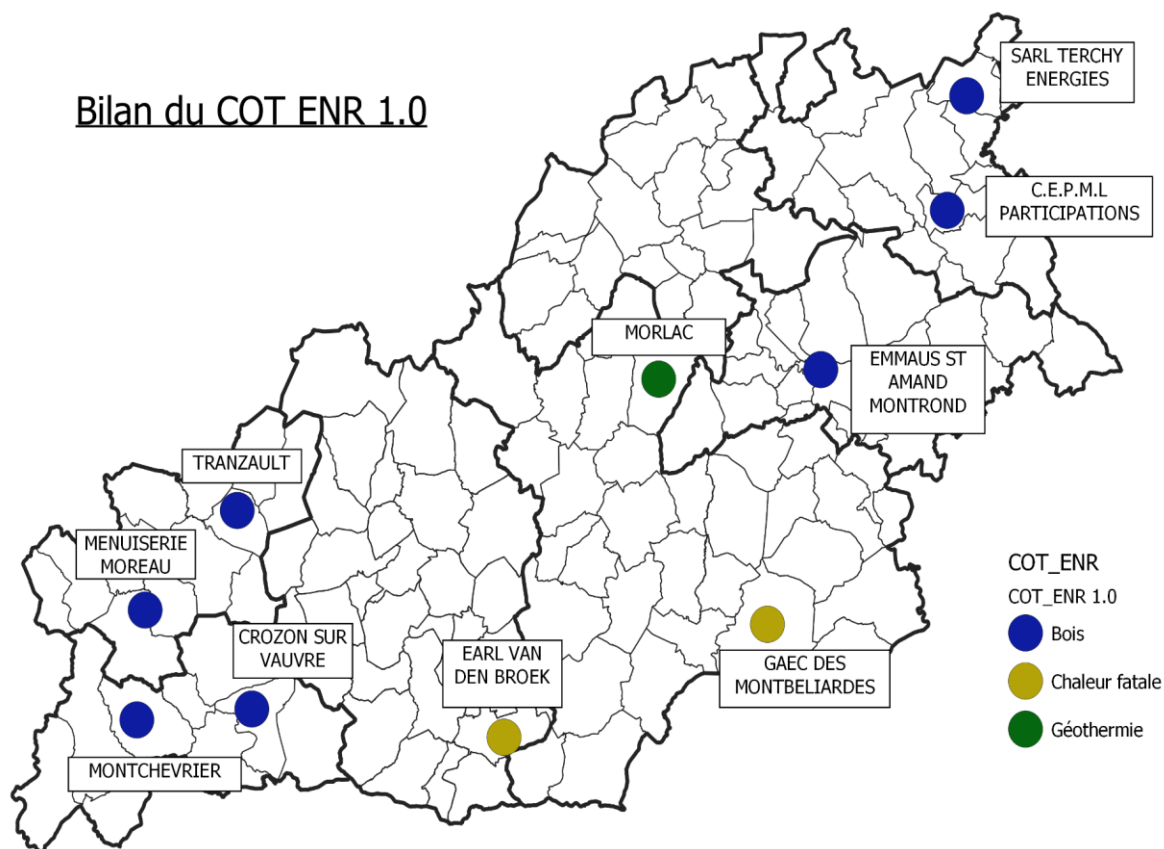 Bilan du COT ENR 1.0
SARL TERCHY
ENERGIES
C.E.P.M.L
PARTICIPATIONS
MORLAC
EMMAUS ST
AMAND
MONTROND
TRANZAULT
MENUISERIE
MOREAU
CROZON SUR
VAUVRE
EARL VAN
DEN BROEK
GAEC DES
MONTBELIARDES
MONTCHEVRIER
COT_ENR
COT_ENR 1.0
Bois
Chaleur fatale
Géothermie